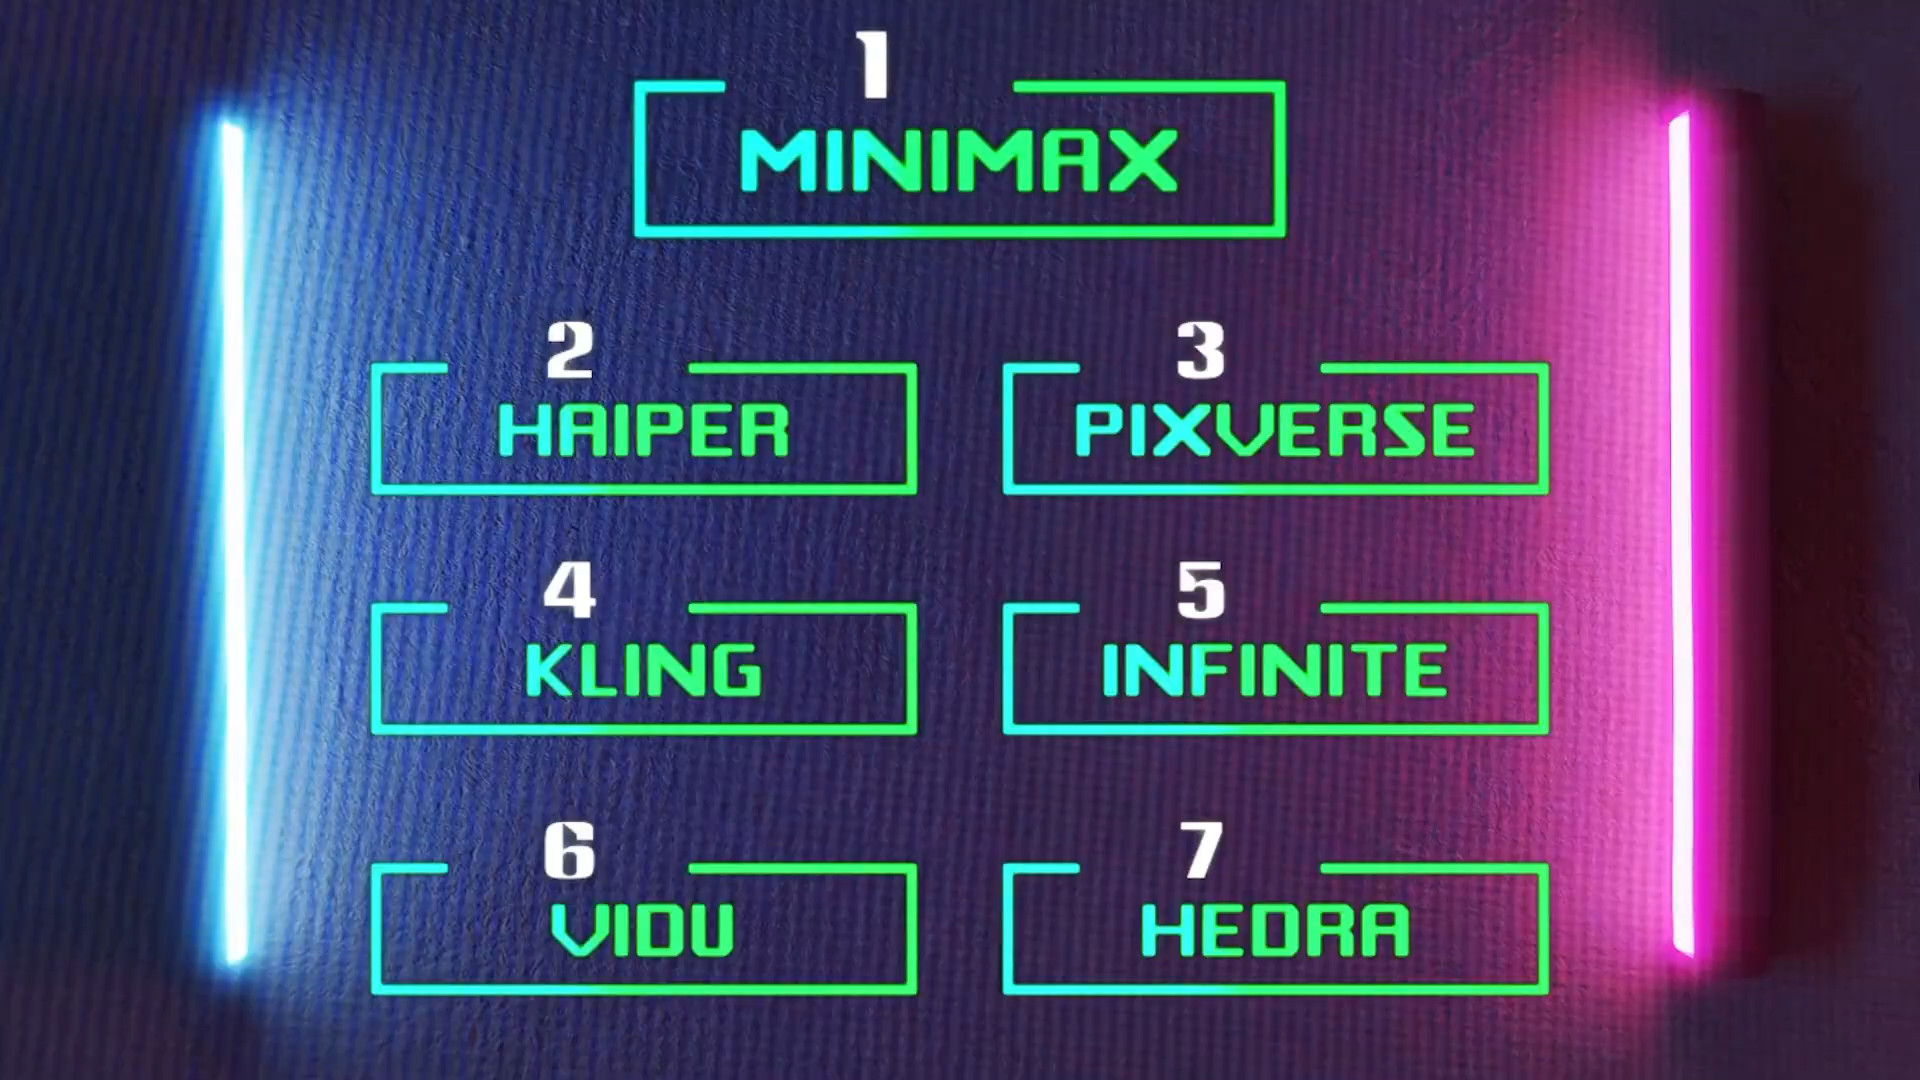 1
MINIMAX
2
HAIPER
3
PIXVERSE
4
KLING
5
INFINITE
6
VIDU
7
HEDRA